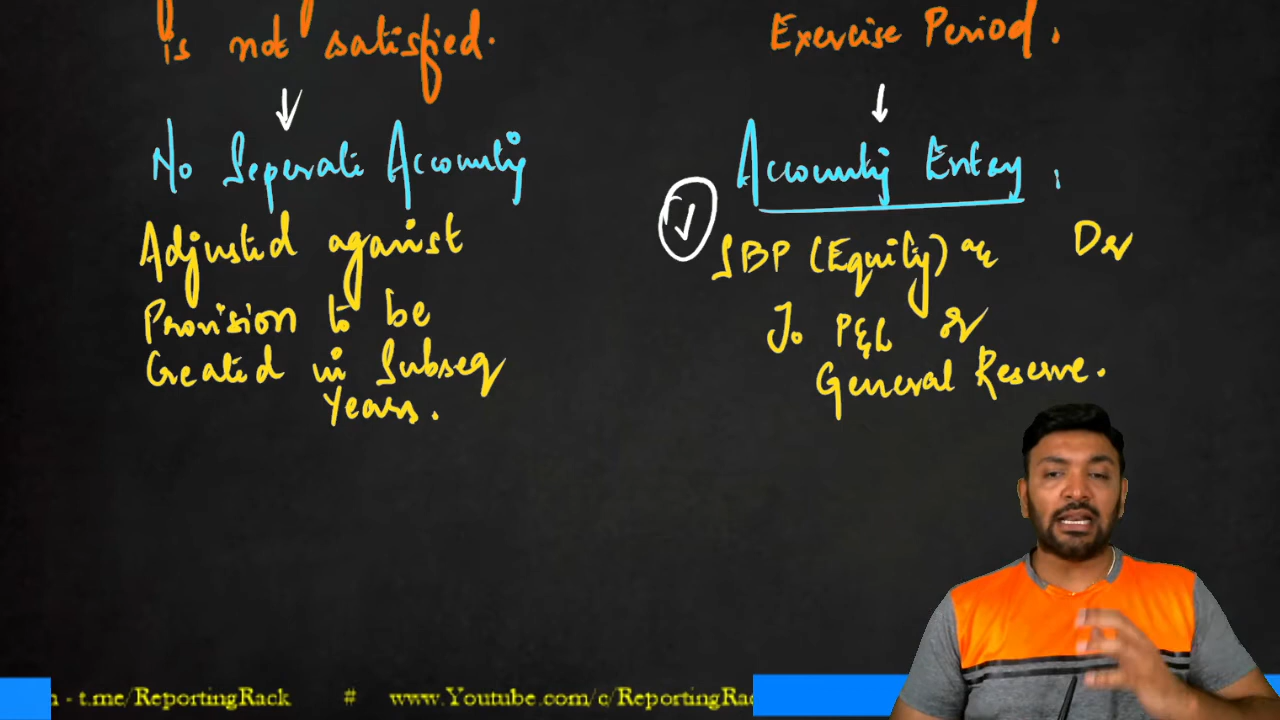 is not satisfied.
No Seperate Accounting
Adjusted against
Provision to be
Created in Subseq
Years.
Exercise Period.
Accounting Entry.
SBP (Equity) a/c Dr
To P&L or
General Reserve.
- t.me/ReportingRack # www.Youtube.com/c/ReportingRac